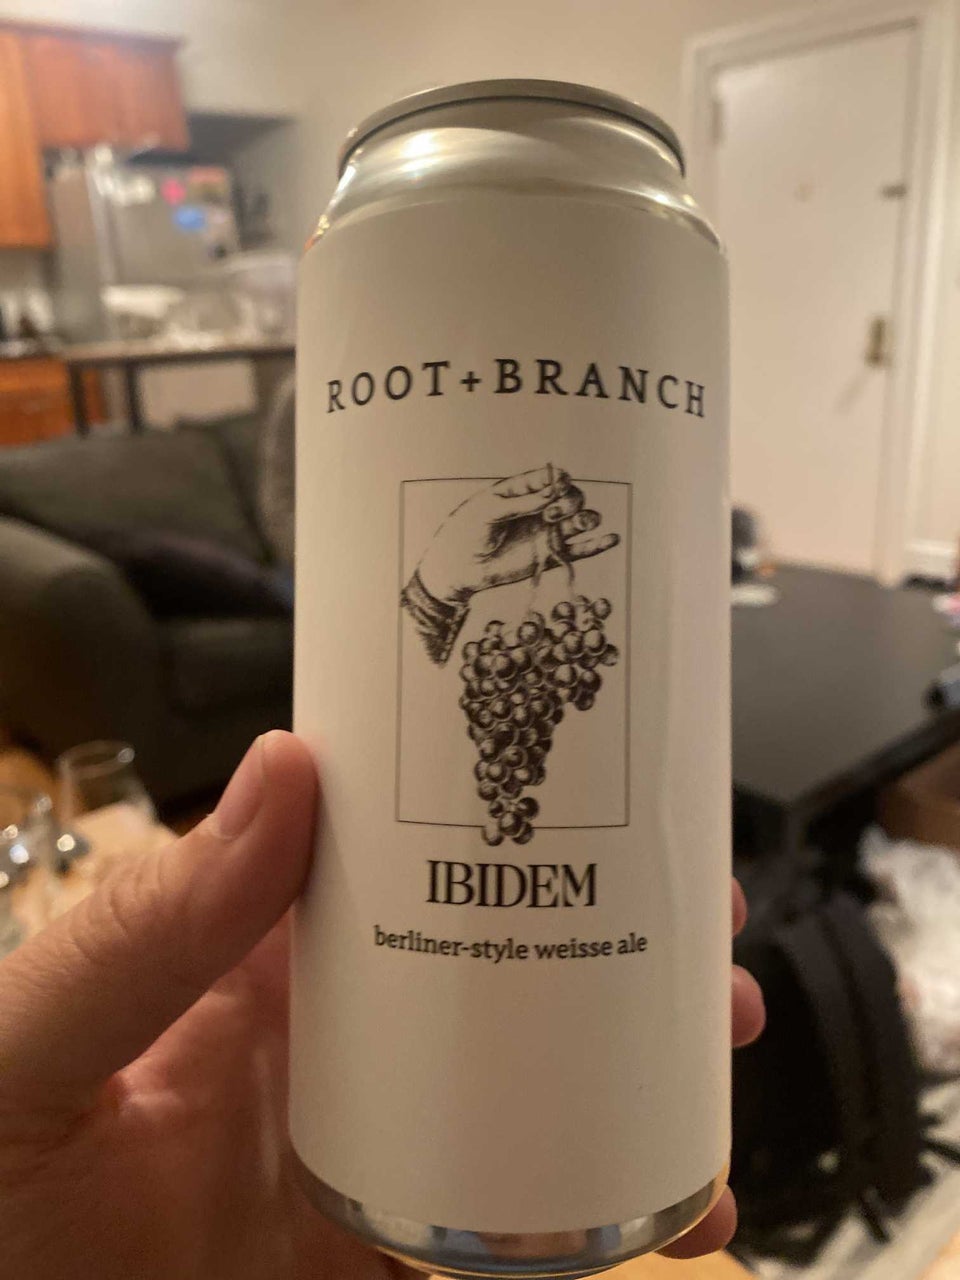 ROOT+BRANCH
IBIDEM
berliner-style weisse ale